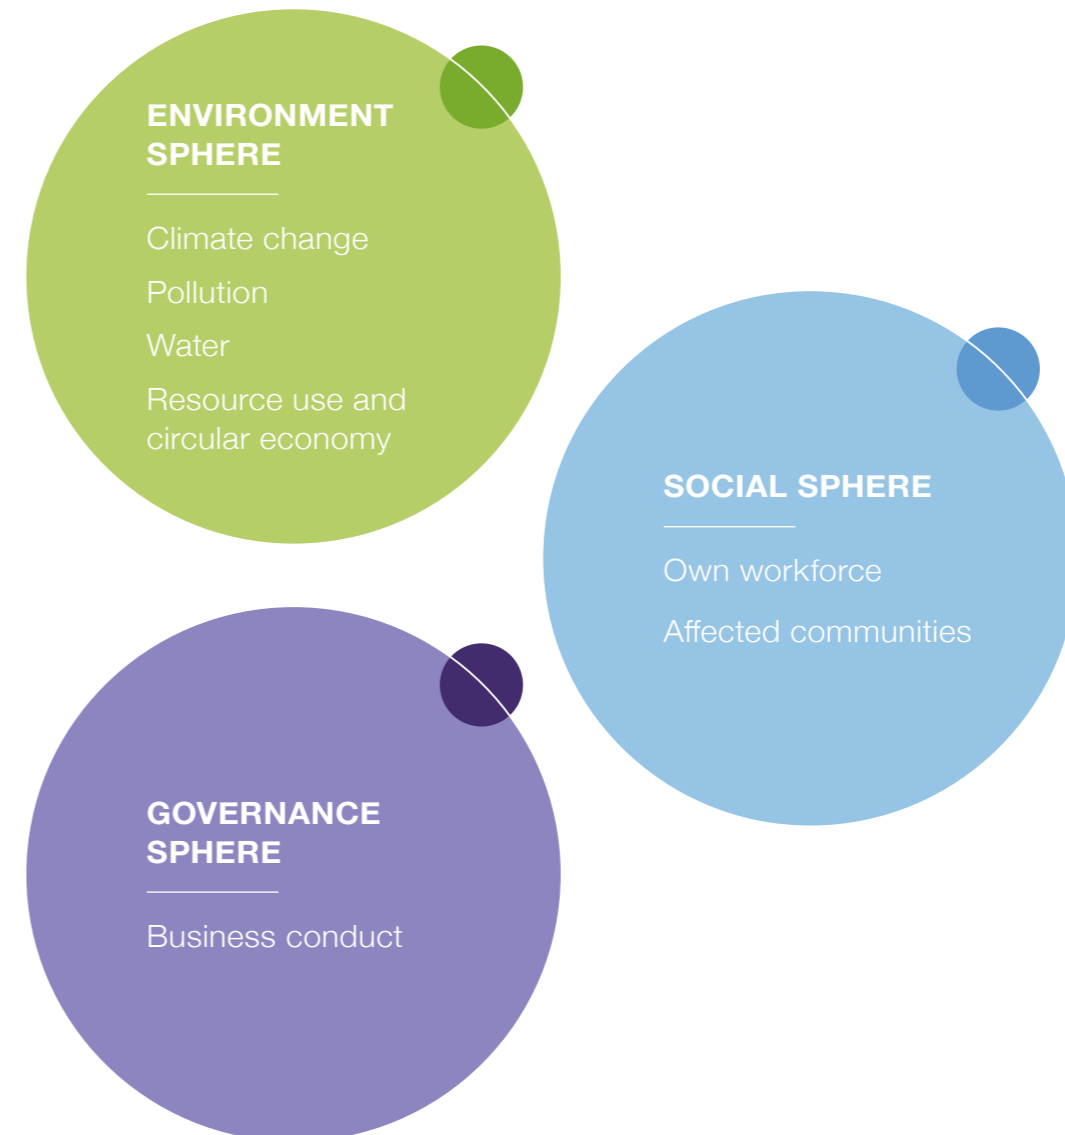 ENVIRONMENT
SPHERE
Climate change
Pollution
Water
Resource use and
circular economy
SOCIAL SPHERE
Own workforce
Affected communities
GOVERNANCE
SPHERE
Business conduct